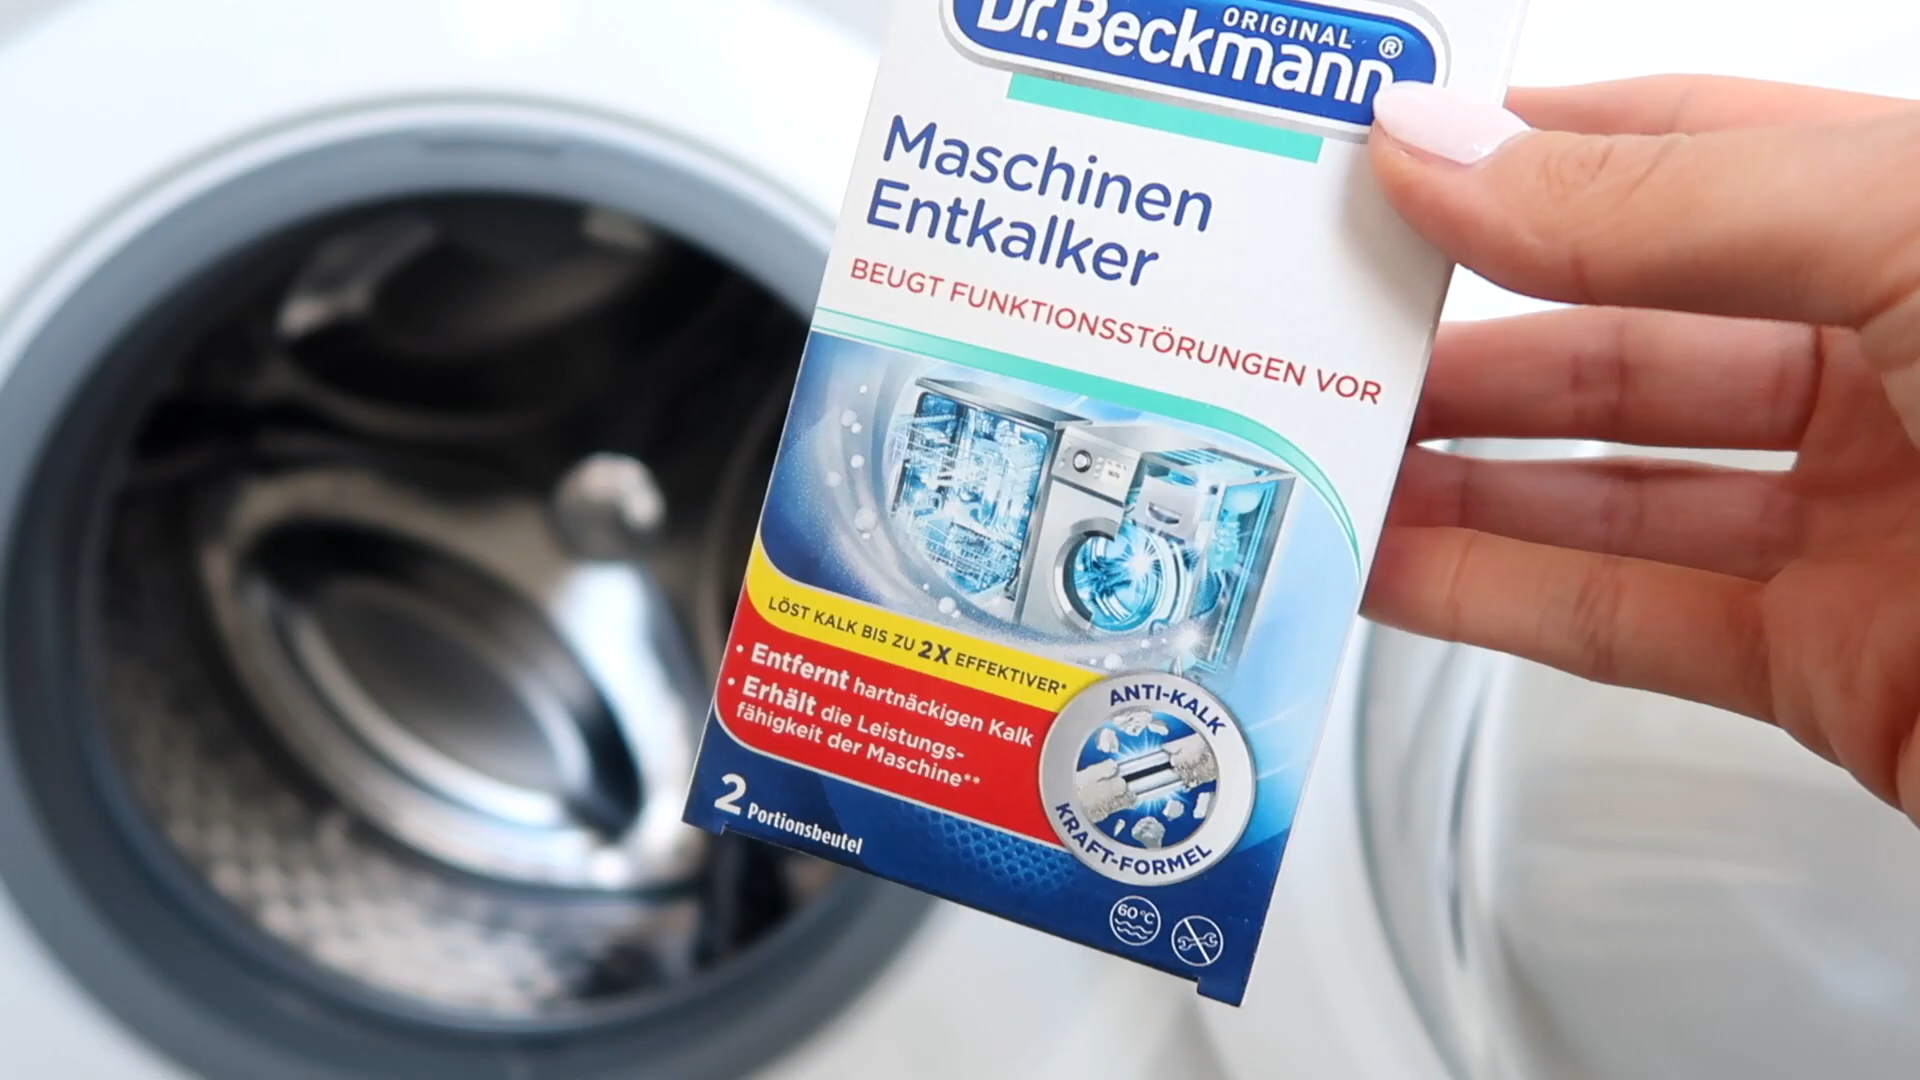 ORIGINAL
Dr. Beckmann®
Maschinen
Entkalker
BEUGT FUNKTIONSSTÖRUNGEN VOR
LÖST KALK BIS ZU 2X EFFEKTIVER*
• Entfernt hartnäckigen Kalk
• Erhält die Leistungs-
fähigkeit der Maschine**
ANTI-KALK
KRAFT-FORMEL
2 Portionsbeutel
60°C